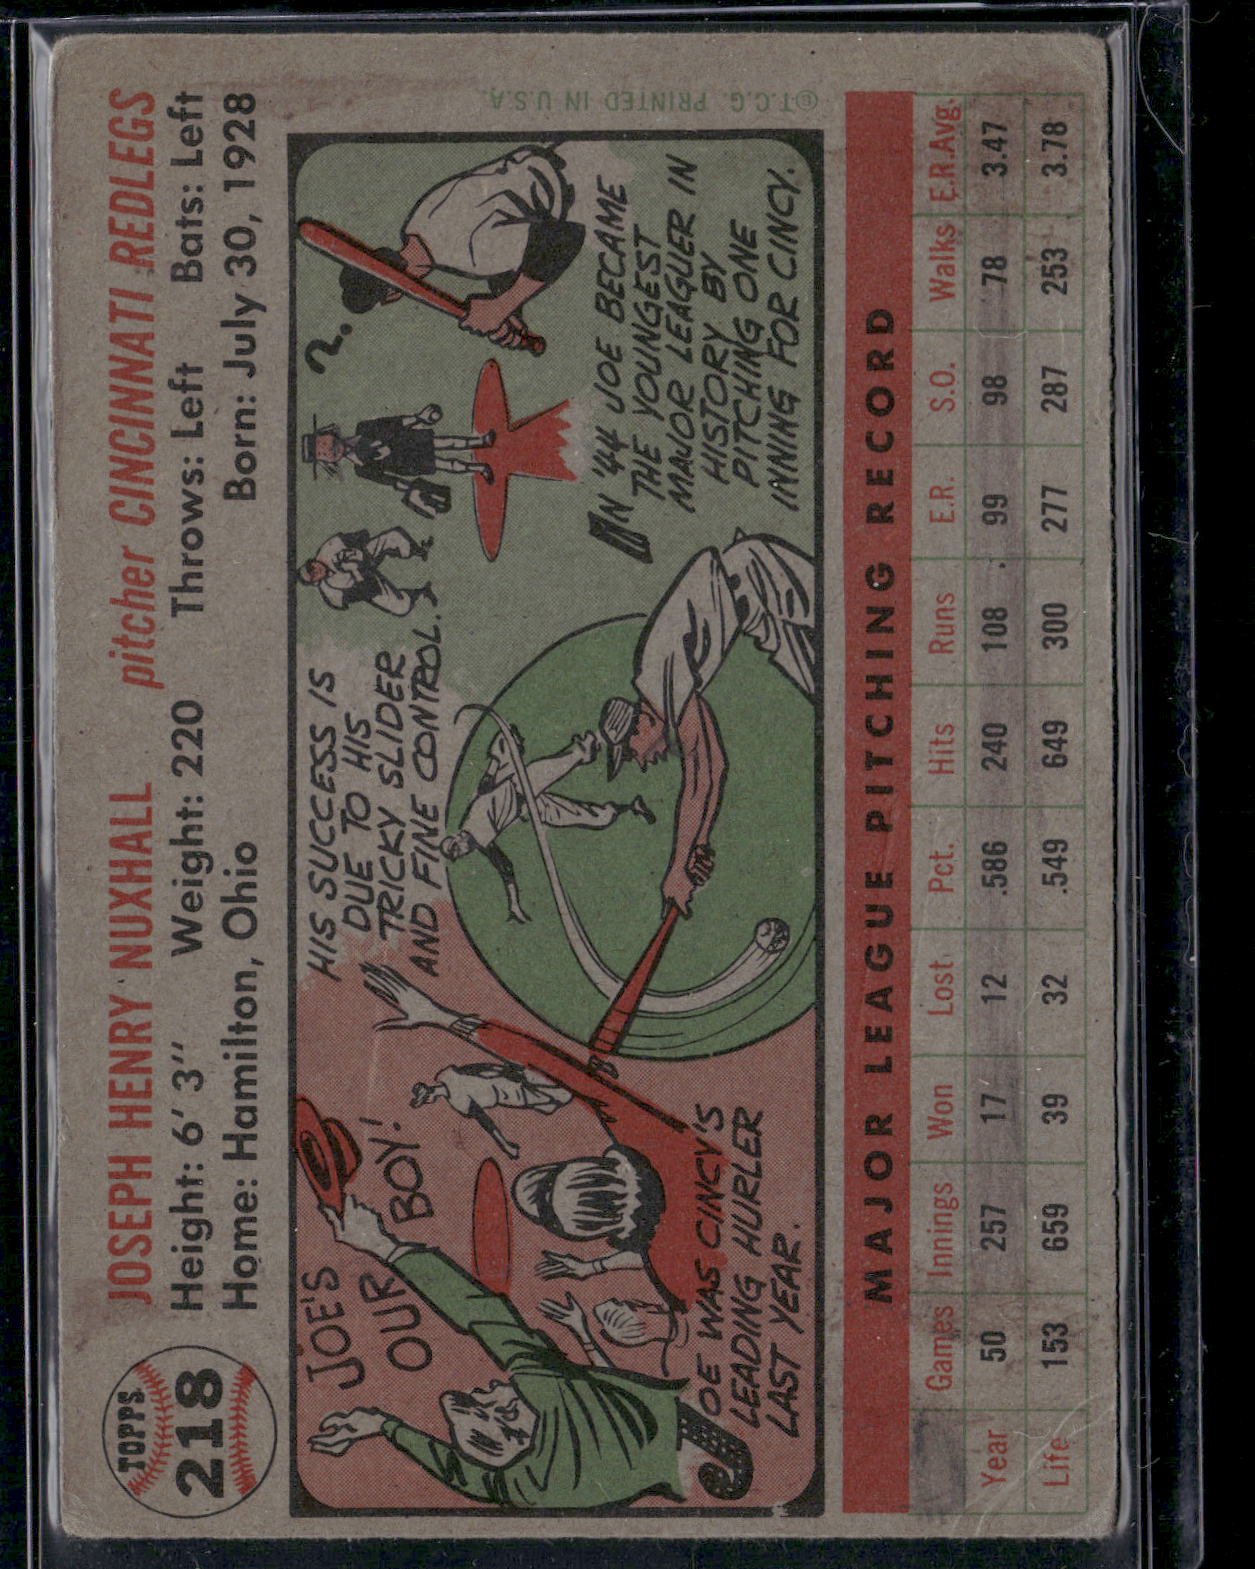 TOPPS
218
JOSEPH HENRY NUXHALL pitcher CINCINNATI REDLEGS
Height: 6' 3" Weight: 220 Throws: Left Bats: Left
Home: Hamilton, Ohio Born: July 30, 1928
JOE'S
OUR
BOY!
JOE WAS CINCY'S
LEADING HURLER
LAST YEAR.
HIS SUCCESS IS
DUE TO HIS
TRICKY SLIDER
AND FINE CONTROL.
?
IN '44 JOE BECAME
THE YOUNGEST
MAJOR LEAGUER IN
HISTORY BY
PITCHING ONE
INNING FOR CINCY.
©T.C.G. PRINTED IN U.S.A.
MAJOR LEAGUE PITCHING RECORD
Games Innings Won Lost Pct. Hits Runs E.R. S.O. Walks E.R.Avg.
Year 50 257 17 12 .586 240 108 99 98 78 3.47
Life 153 659 39 32 .549 649 300 277 287 253 3.78